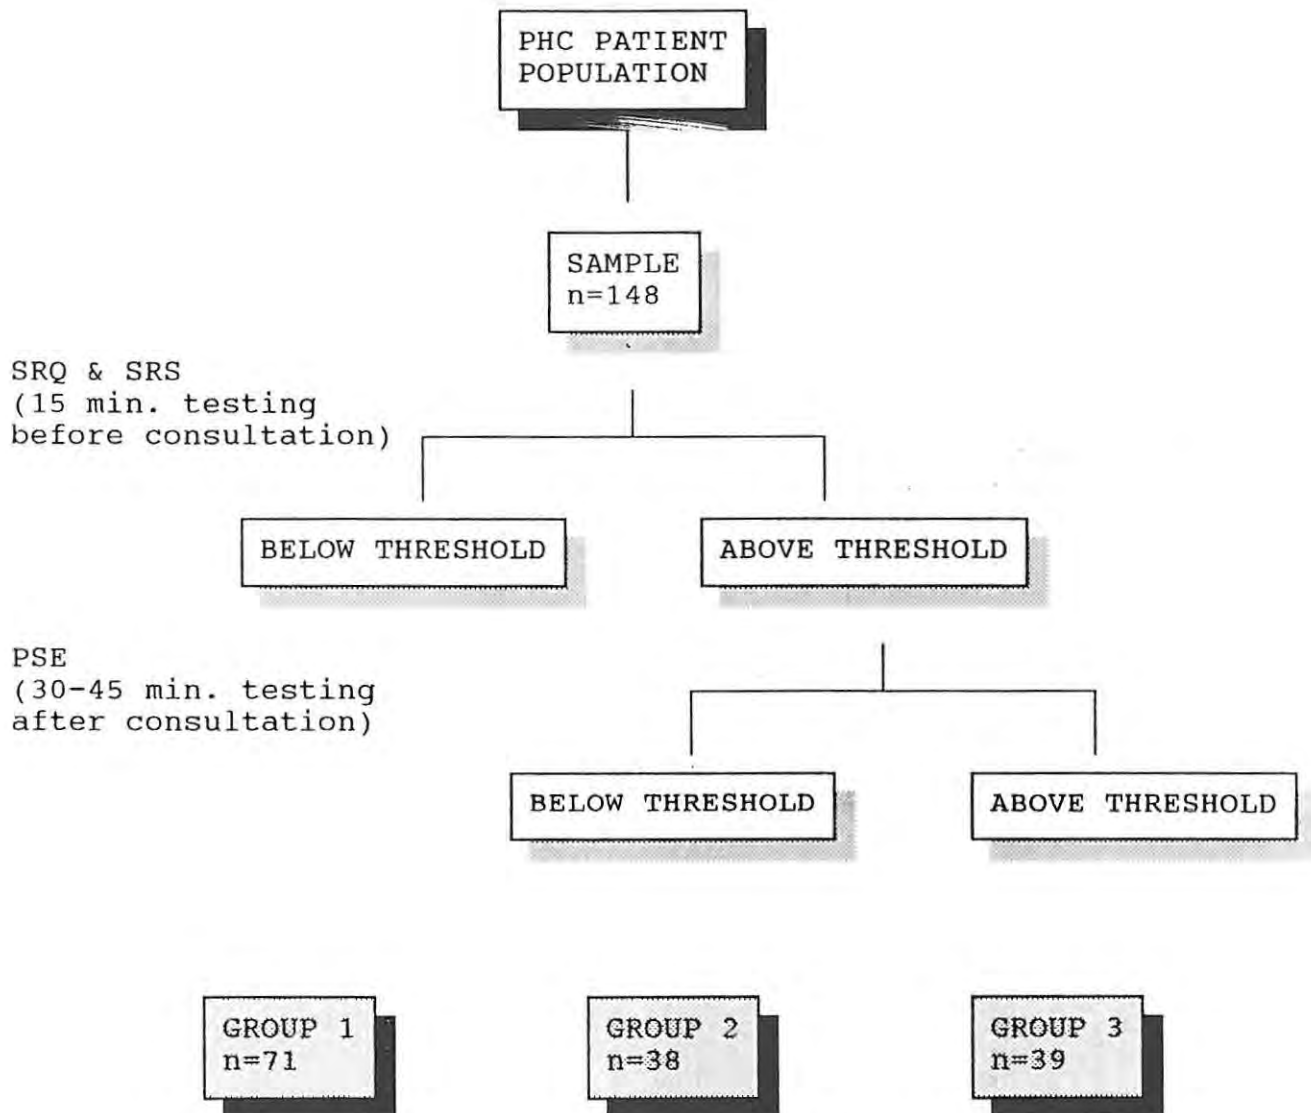 PHC PATIENT
POPULATION
SAMPLE
n=148
SRQ & SRS
(15 min. testing
before consultation)
BELOW THRESHOLD
ABOVE THRESHOLD
PSE
(30-45 min. testing
after consultation)
BELOW THRESHOLD
ABOVE THRESHOLD
GROUP 1
n=71
GROUP 2
n=38
GROUP 3
n=39